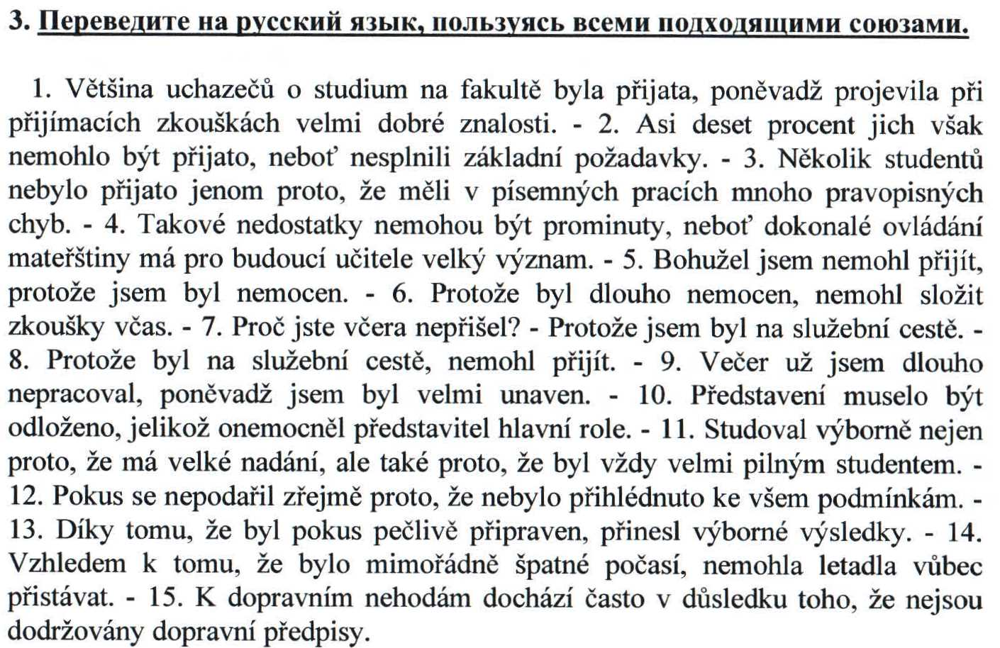 3. Переведите на русский язык, пользуясь всеми подходящими союзами.
1. Většina uchazečů o studium na fakultě byla přijata, poněvadž projevila při
přijímacích zkouškách velmi dobré znalosti. - 2. Asi deset procent jich však
nemohlo být přijato, neboť nesplnili základní požadavky. - 3. Několik studentů
nebylo přijato jenom proto, že měli v písemných pracích mnoho pravopisných
chyb. - 4. Takové nedostatky nemohou být prominuty, neboť dokonalé ovládání
mateřštiny má pro budoucí učitele velký význam. - 5. Bohužel jsem nemohl přijít,
protože jsem byl nemocen. - 6. Protože byl dlouho nemocen, nemohl složit
zkoušky včas. - 7. Proč jste včera nepřišel? - Protože jsem byl na služební cestě. -
8. Protože byl na služební cestě, nemohl přijít. - 9. Večer už jsem dlouho
nepracoval, poněvadž jsem byl velmi unaven. - 10. Představení muselo být
odloženo, jelikož onemocněl představitel hlavní role. - 11. Studoval výborně nejen
proto, že má velké nadání, ale také proto, že byl vždy velmi pilným studentem. -
12. Pokus se nepodařil zřejmě proto, že nebylo přihlédnuto ke všem podmínkám. -
13. Díky tomu, že byl pokus pečlivě připraven, přinesl výborné výsledky. - 14.
Vzhledem k tomu, že bylo mimořádně špatné počasí, nemohla letadla vůbec
přistávat. - 15. K dopravním nehodám dochází často v důsledku toho, že nejsou
dodržovány dopravní předpisy.